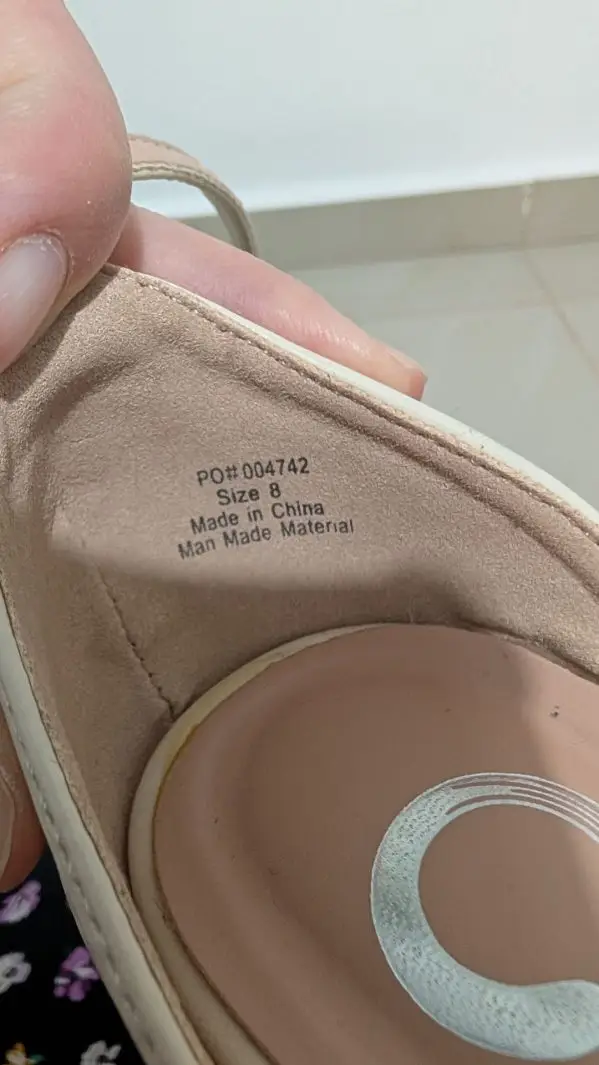 PO# 004742
Size 8
Made in China
Man Made Material